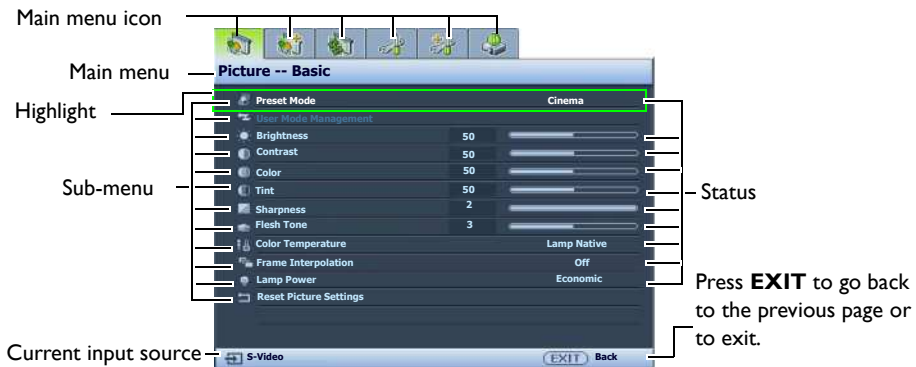 Main menu icon
Main menu
Picture -- Basic
Highlight
Preset Mode Cinema
User Mode Management
Brightness 50
Contrast 50
Color 50
Sub-menu
Tint 50
Status
Sharpness 2
Flesh Tone 3
Color Temperature Lamp Native
Frame Interpolation Off
Lamp Power Economic
Reset Picture Settings
Press EXIT to go back
to the previous page or
to exit.
Current input source
S-Video
EXIT Back